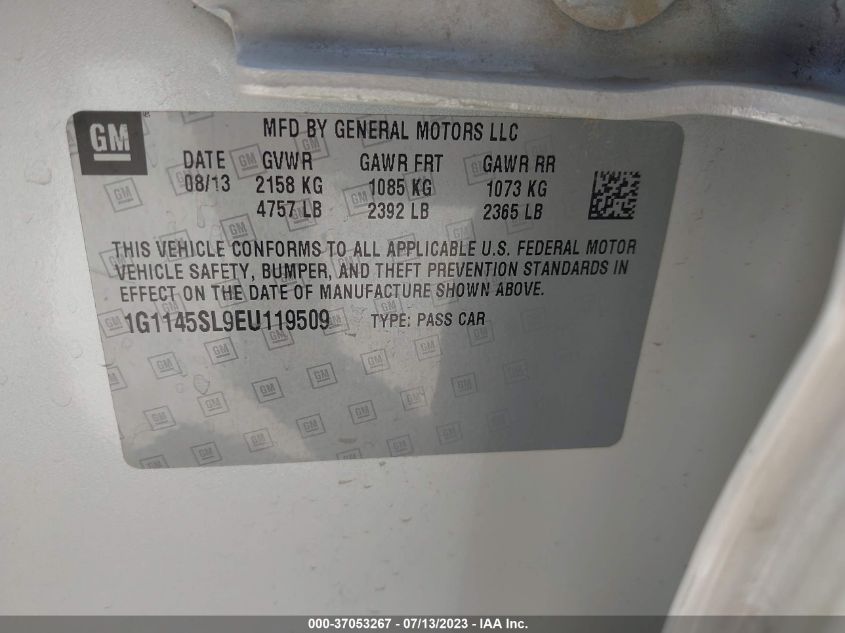 GM MFD BY GENERAL MOTORS LLC
DATE GVWR GAWR FRT GAWR RR
08/13 2158 KG 1085 KG 1073 KG
4757 LB 2392 LB 2365 LB
THIS VEHICLE CONFORMS TO ALL APPLICABLE U.S. FEDERAL MOTOR
VEHICLE SAFETY, BUMPER, AND THEFT PREVENTION STANDARDS IN
EFFECT ON THE DATE OF MANUFACTURE SHOWN ABOVE.
1G1145SL9EU119509 TYPE: PASS CAR
000-37053267 - 07/13/2023 - IAA Inc.